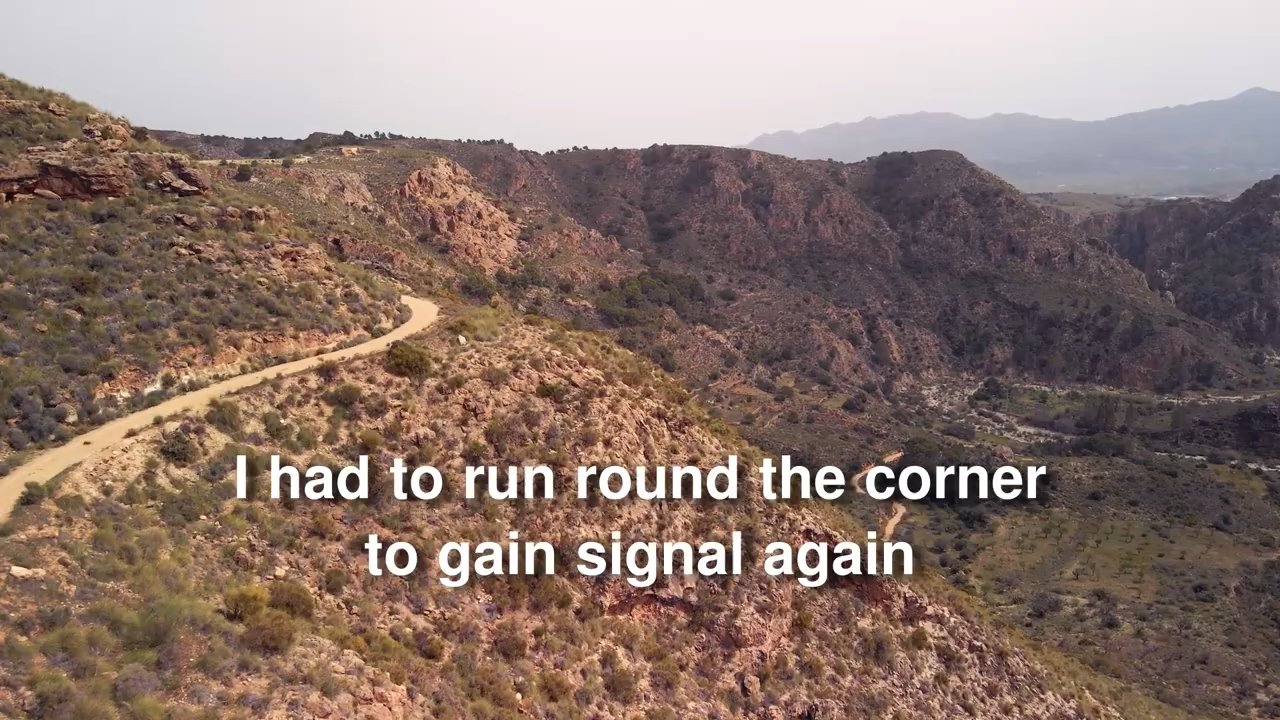 I had to run round the corner
to gain signal again